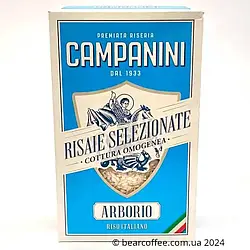 PREMIATA RISERIA
CAMPANINI
DAL 1933
RISAIE SELEZIONATE
COTTURA OMOGENEA
ARBORIO
RISO ITALIANO
© bearcoffee.com.ua 2024